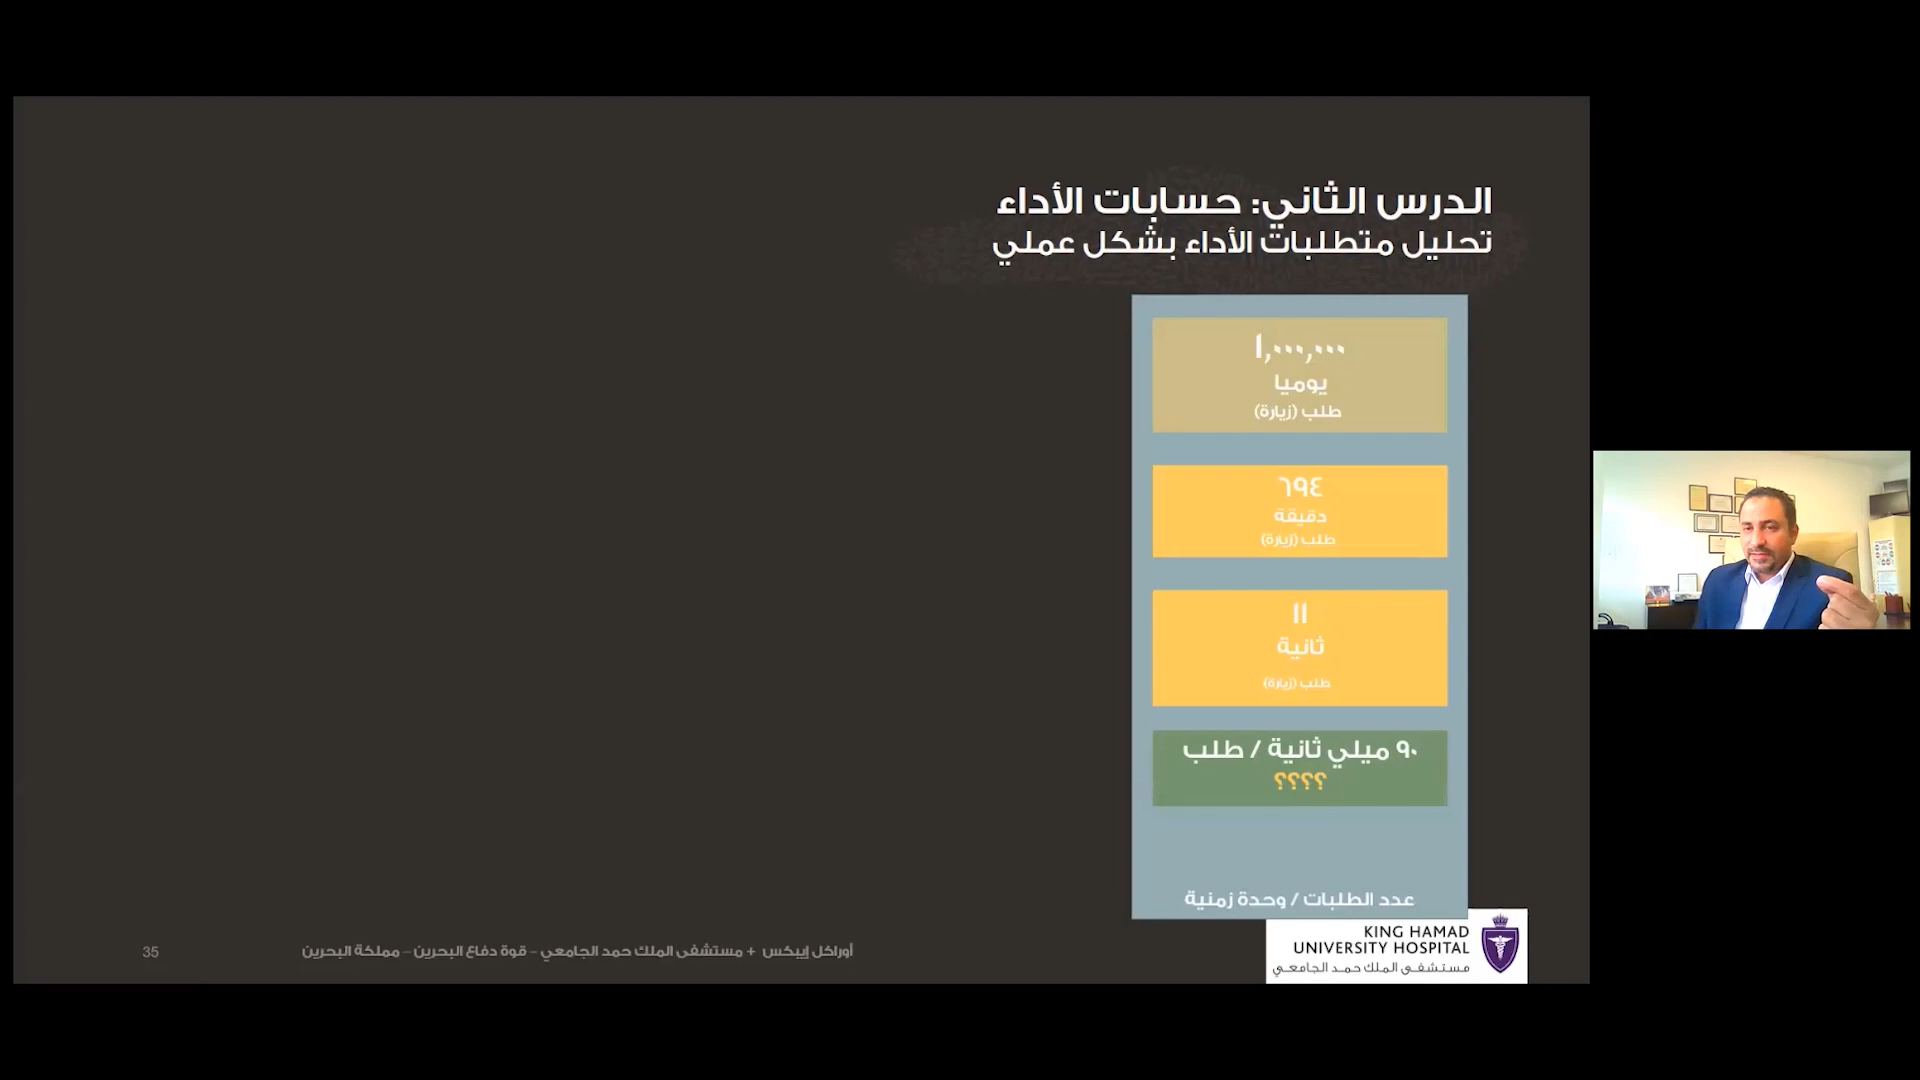 الدرس الثاني: حسابات الأداء
تحليل متطلبات الأداء بشكل عملي
١,٠٠٠,٠٠٠
يوميا
طلب (زيارة)
٦٩٤
دقيقة
طلب (زيارة)
١١
ثانية
طلب (زيارة)
٩٠ ميلي ثانية / طلب
؟؟؟؟
عدد الطلبات / وحدة زمنية
KING HAMAD
UNIVERSITY HOSPITAL
مستشفى الملك حمد الجامعي
أوراكل إيبكس + مستشفى الملك حمد الجامعي – قوة دفاع البحرين – مملكة البحرين
35